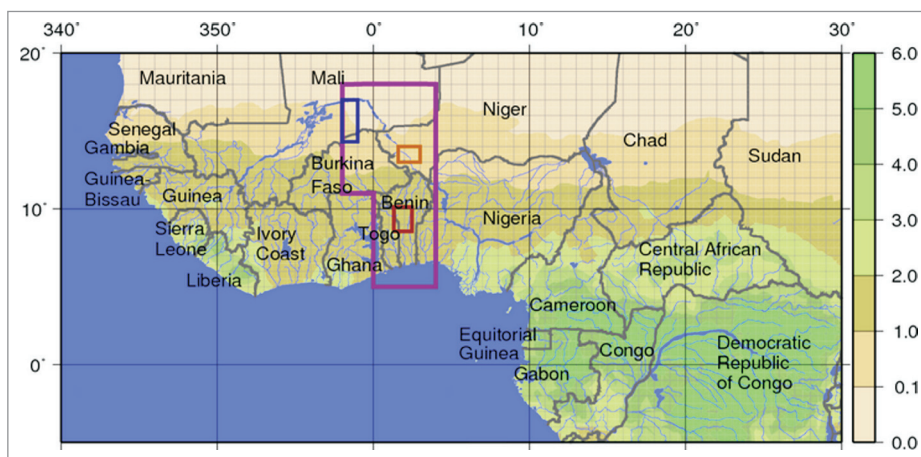 340° 350° 0° 10° 20° 30°
20°
10°
0°
Mauritania
Mali
Niger
Chad
Sudan
Senegal
Gambia
Guinea-
Bissau
Guinea
Sierra
Leone
Liberia
Ivory
Coast
Burkina
Faso
Ghana
Togo
Benin
Nigeria
Central African
Republic
Cameroon
Equitorial
Guinea
Gabon
Congo
Democratic
Republic
of Congo
6.0
5.0
4.0
3.0
2.0
1.0
0.1
0.0